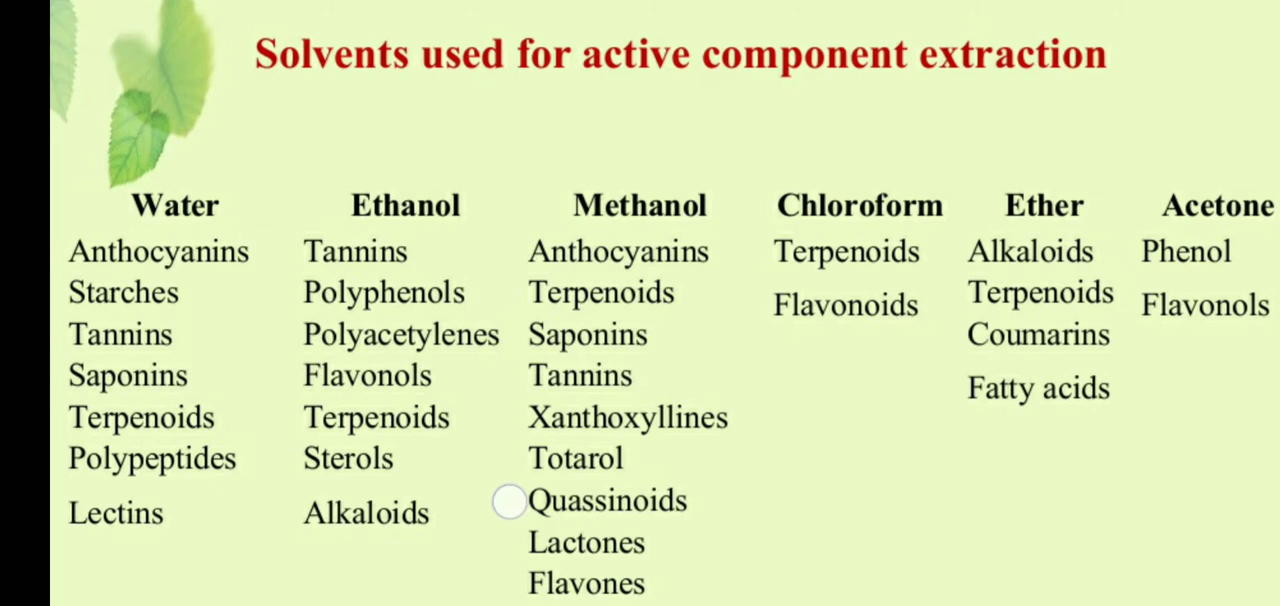 Solvents used for active component extraction
Water Ethanol Methanol Chloroform Ether Acetone
Anthocyanins Tannins Anthocyanins Terpenoids Alkaloids Phenol
Starches Polyphenols Terpenoids Flavonoids Terpenoids Flavonols
Tannins Polyacetylenes Saponins Coumarins
Saponins Flavonols Tannins Fatty acids
Terpenoids Terpenoids Xanthoxyllines
Polypeptides Sterols Totarol
Lectins Alkaloids Quassinoids
Lactones
Flavones